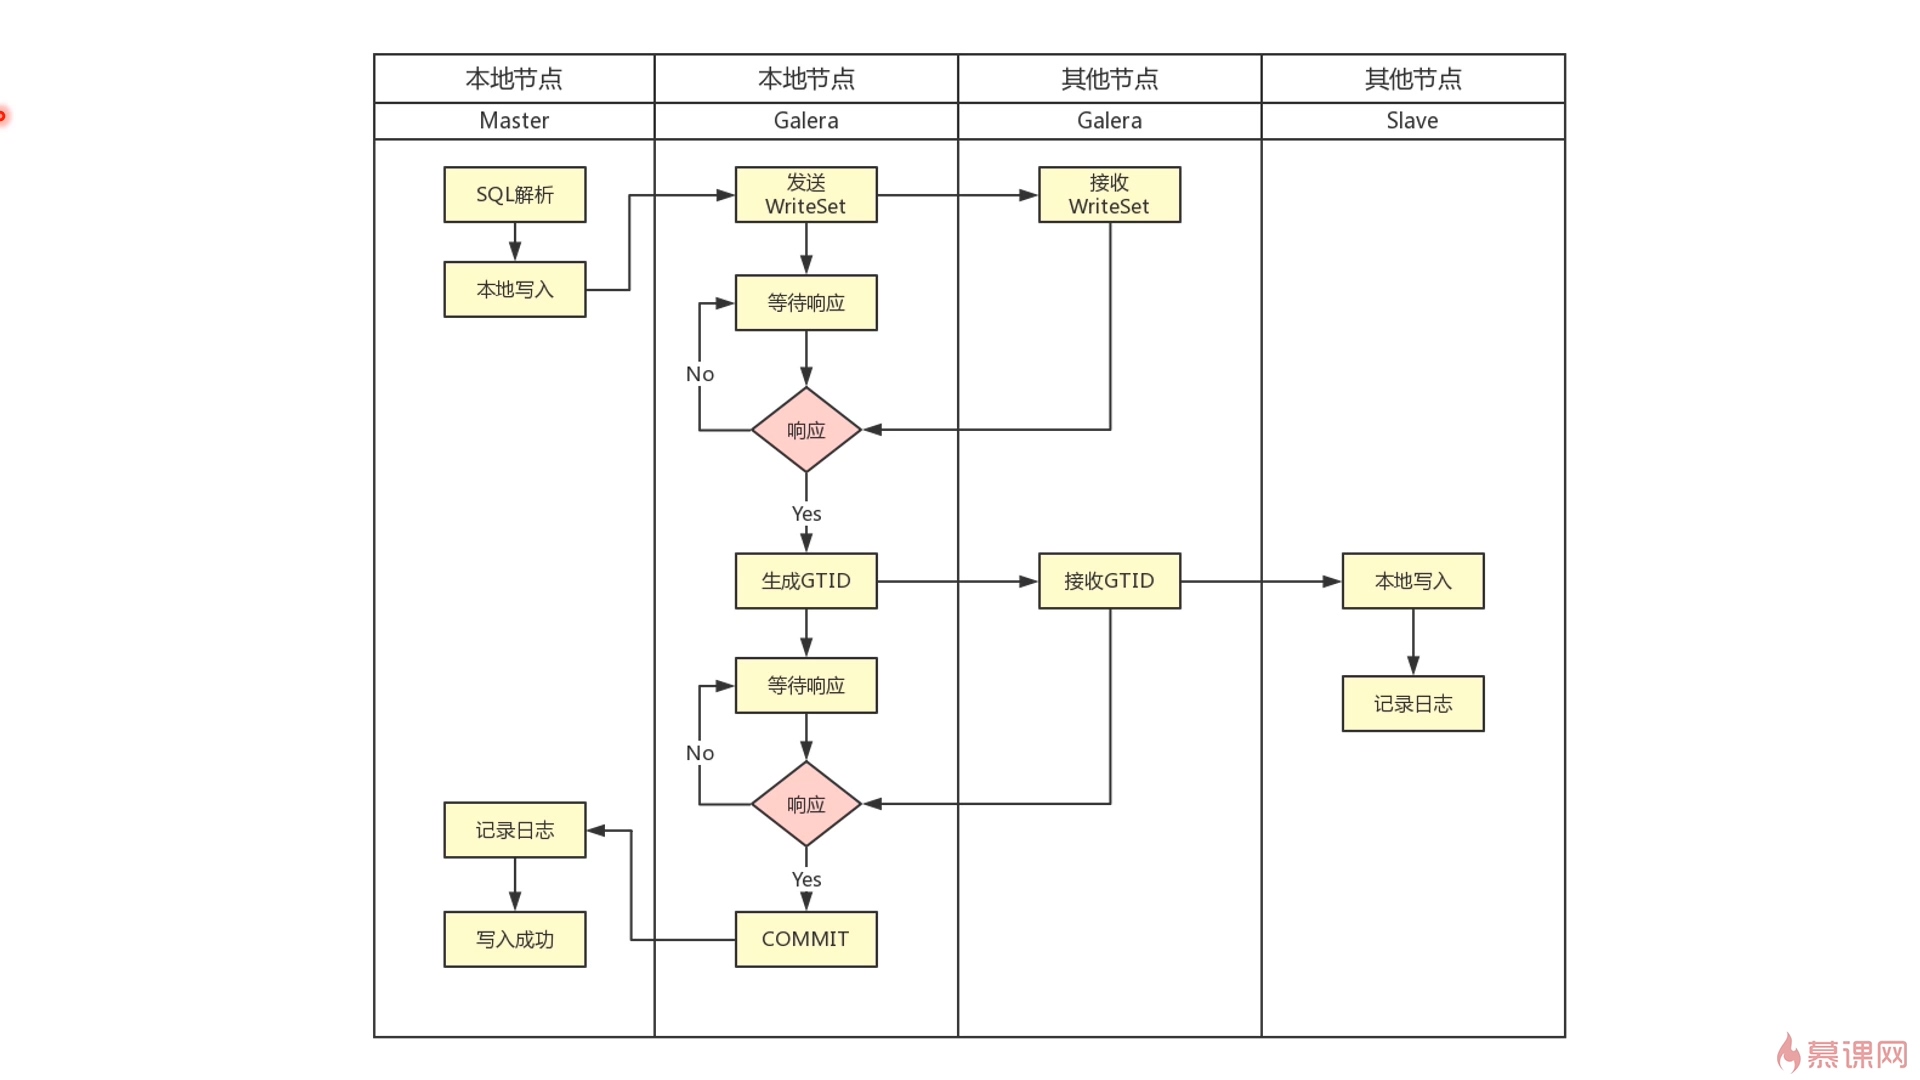 本地节点
本地节点
其他节点
其他节点
Master
Galera
Galera
Slave
SQL解析
发送
WriteSet
接收
WriteSet
本地写入
等待响应
No
响应
Yes
生成GTID
接收GTID
本地写入
等待响应
记录日志
No
响应
记录日志
Yes
写入成功
COMMIT
慕课网